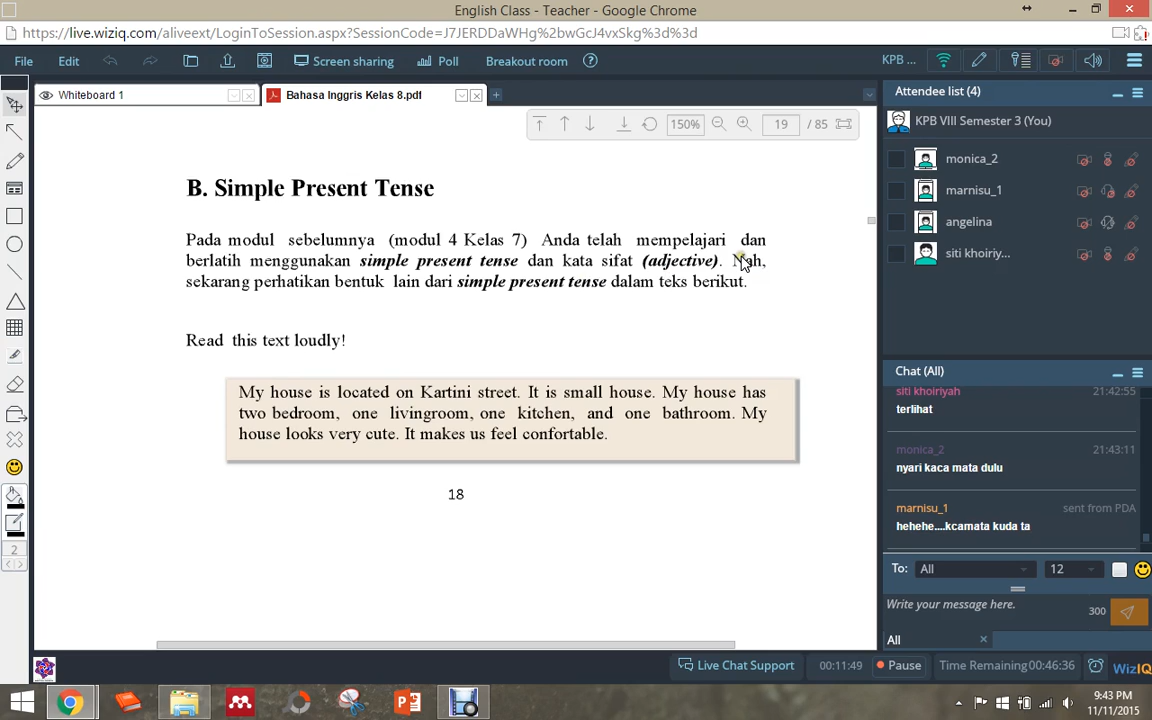 English Class - Teacher - Google Chrome
https://live.wiziq.com/aliveext/LoginToSession.aspx?SessionCode=J7JERDDaWHg%2bwGcJ4vxSkg%3d%3d
File Edit Screen sharing Poll Breakout room ? KPB ...
Whiteboard 1 Bahasa Inggris Kelas 8.pdf
150% 19 / 85
Attendee list (4)
KPB VIII Semester 3 (You)
monica_2
marnisu_1
angelina
siti khoiriy...
B. Simple Present Tense
Pada modul sebelumnya (modul 4 Kelas 7) Anda telah mempelajari dan
berlatih menggunakan simple present tense dan kata sifat (adjective). Nah,
sekarang perhatikan bentuk lain dari simple present tense dalam teks berikut.
Read this text loudly!
My house is located on Kartini street. It is small house. My house has
two bedroom, one livingroom, one kitchen, and one bathroom. My
house looks very cute. It makes us feel confortable.
18
2
Chat (All)
siti khoiriyah 21:42:55
terlihat
monica_2 21:43:11
nyari kaca mata dulu
marnisu_1 sent from PDA
hehehe....kcamata kuda ta
To: All 12
Write your message here. 300
All
Live Chat Support 00:11:49 Pause Time Remaining 00:46:36 WizIQ
9:43 PM
11/11/2015